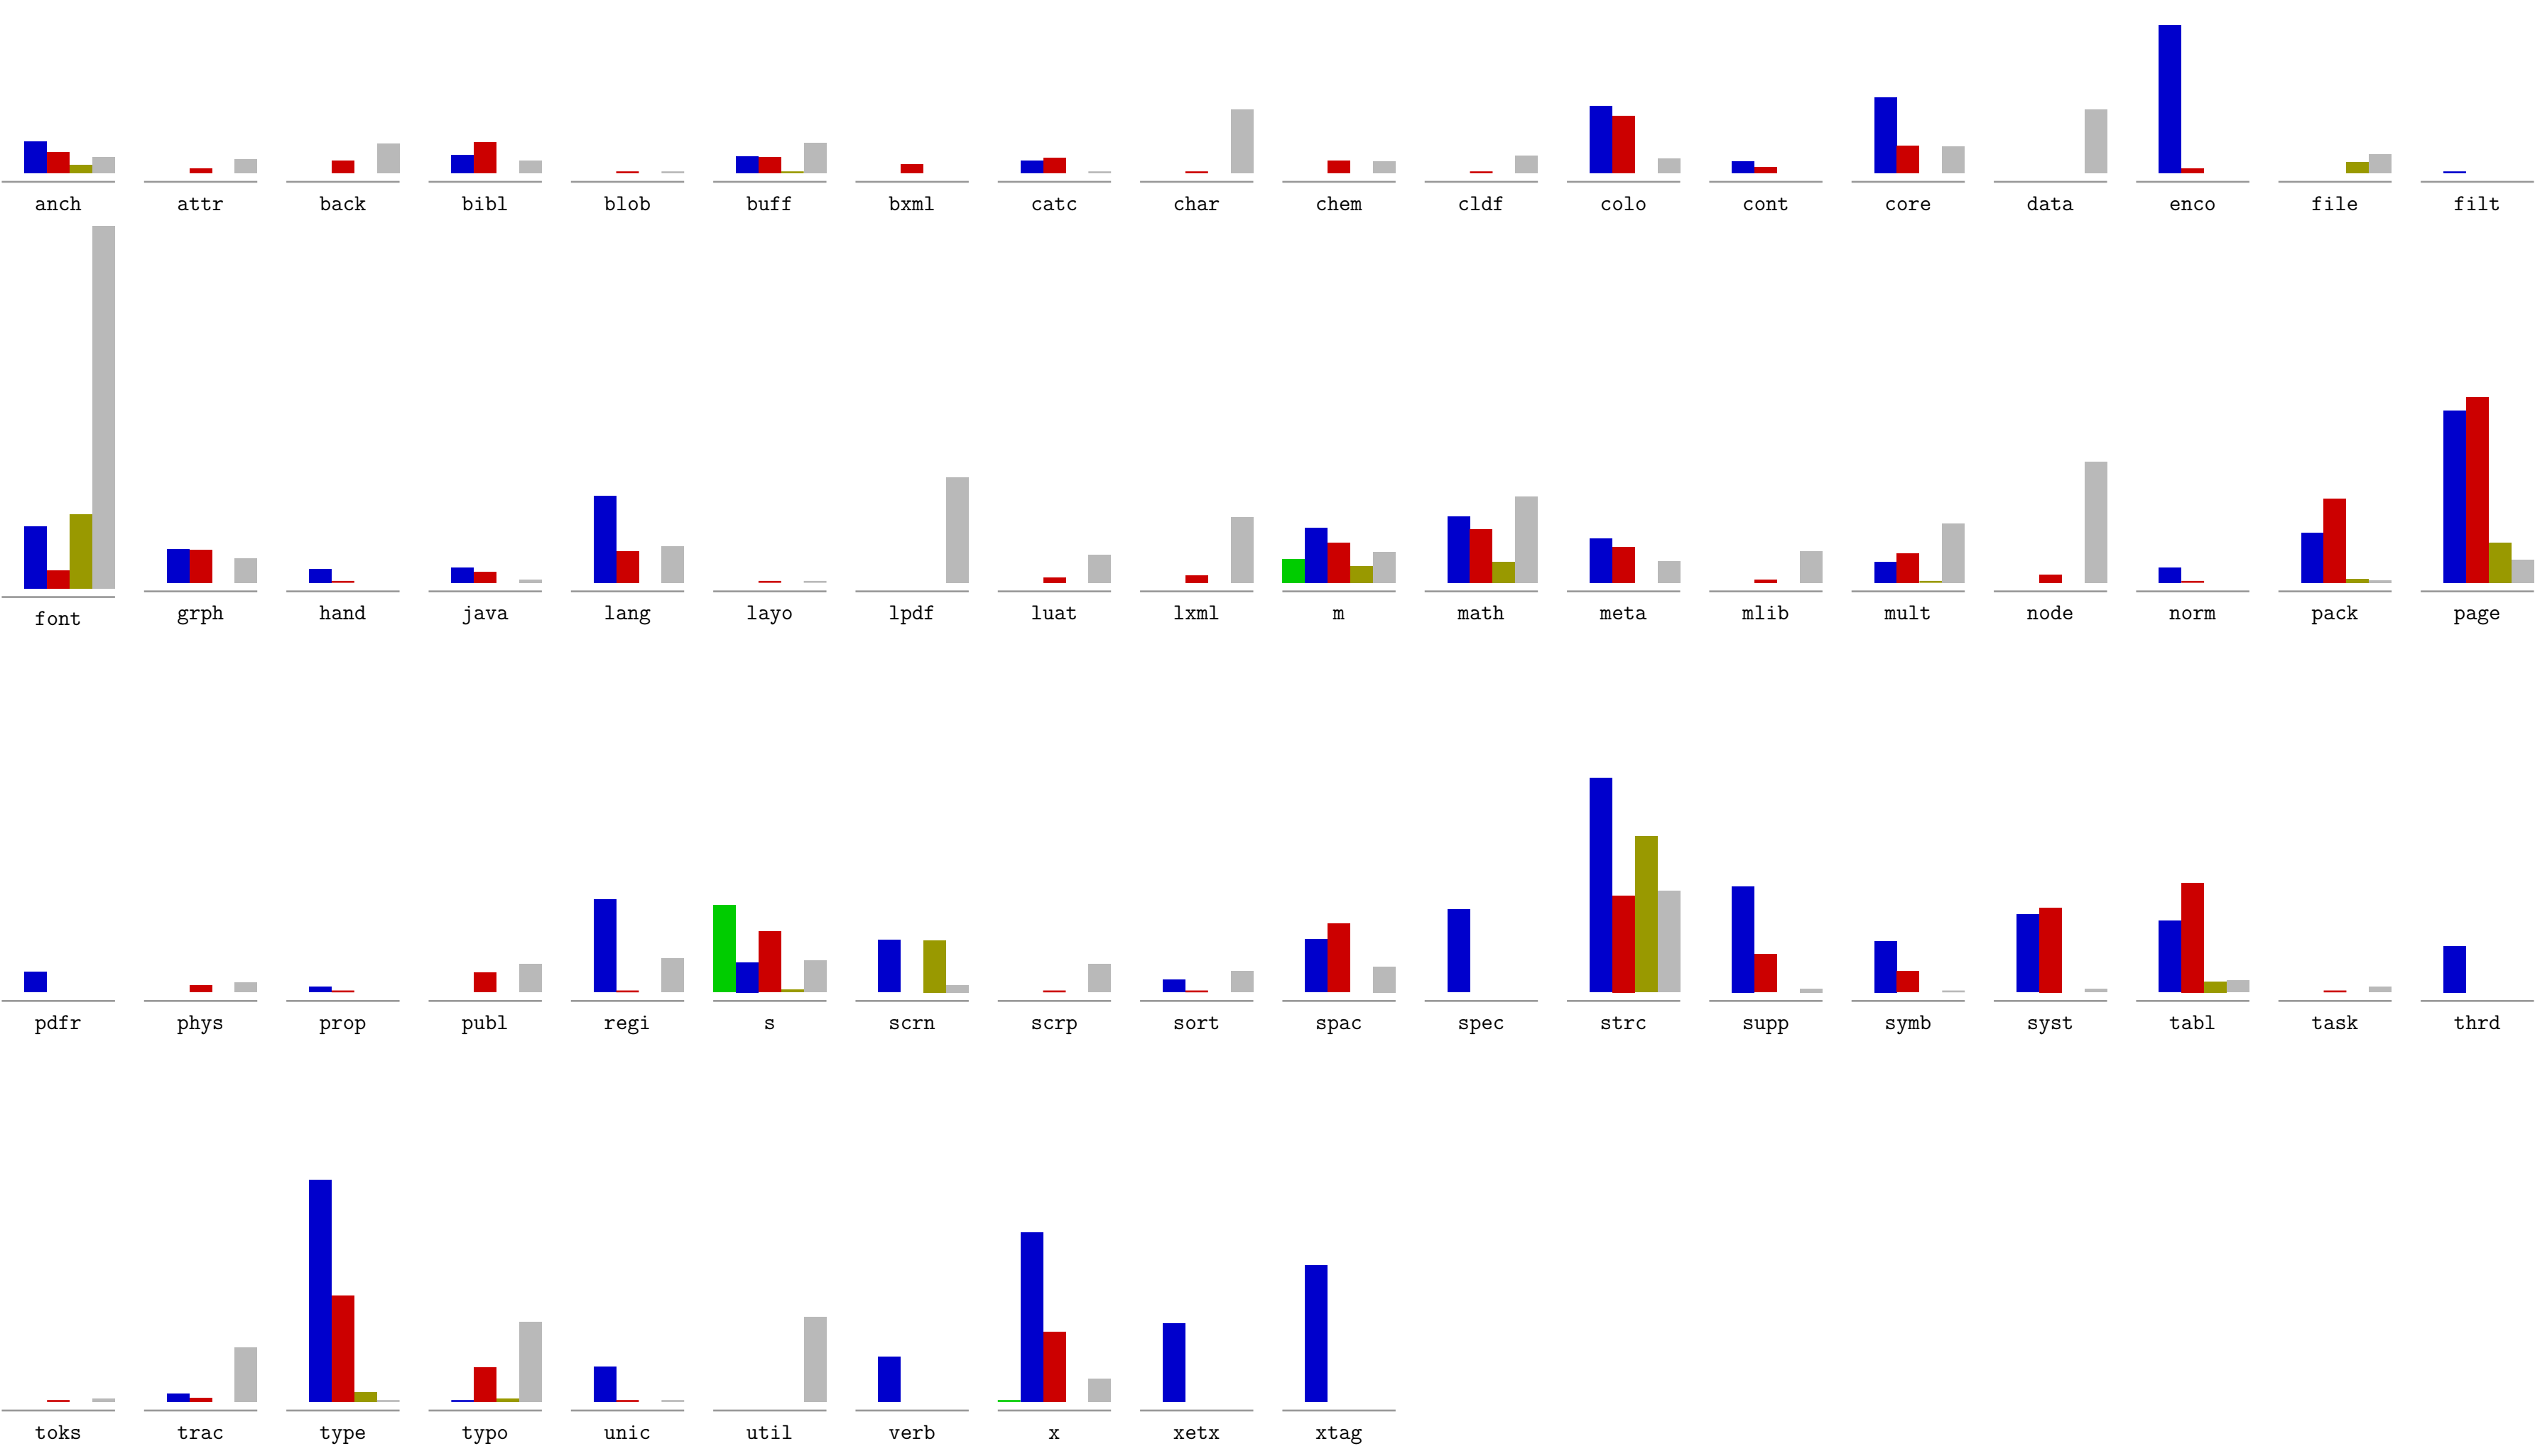 anch attr back bibl blob buff bxml catc char chem cldf colo cont core data enco file filt
font grph hand java lang layo lpdf luat lxml m math meta mlib mult node norm pack page
pdfr phys prop publ regi s scrn scrp sort spac spec strc supp symb syst tabl task thrd
toks trac type typo unic util verb x xetx xtag